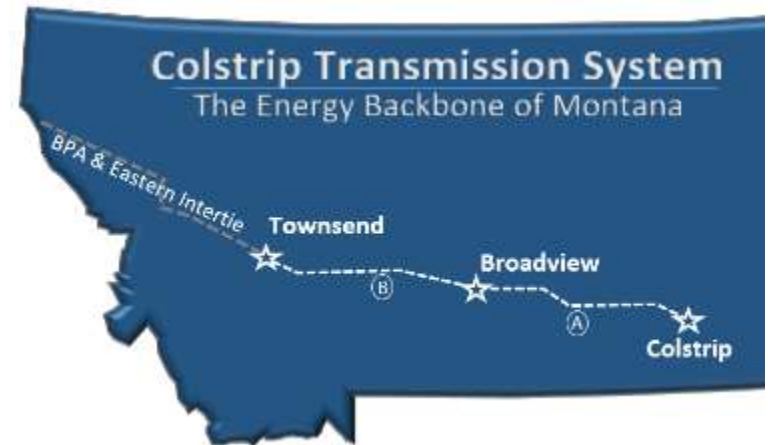 Colstrip Transmission System
The Energy Backbone of Montana
BPA & Eastern Intertie
Townsend
Broadview
B
A
Colstrip